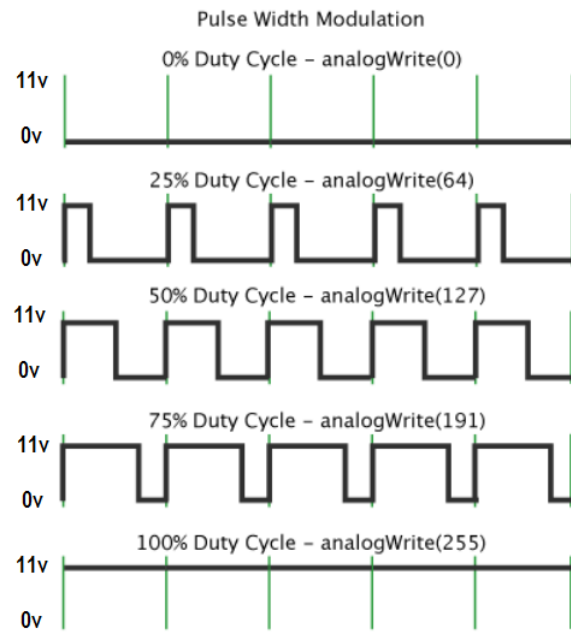 Pulse Width Modulation
0% Duty Cycle – analogWrite(0)
11v
0v
25% Duty Cycle – analogWrite(64)
11v
0v
50% Duty Cycle – analogWrite(127)
11v
0v
75% Duty Cycle – analogWrite(191)
11v
0v
100% Duty Cycle – analogWrite(255)
11v
0v